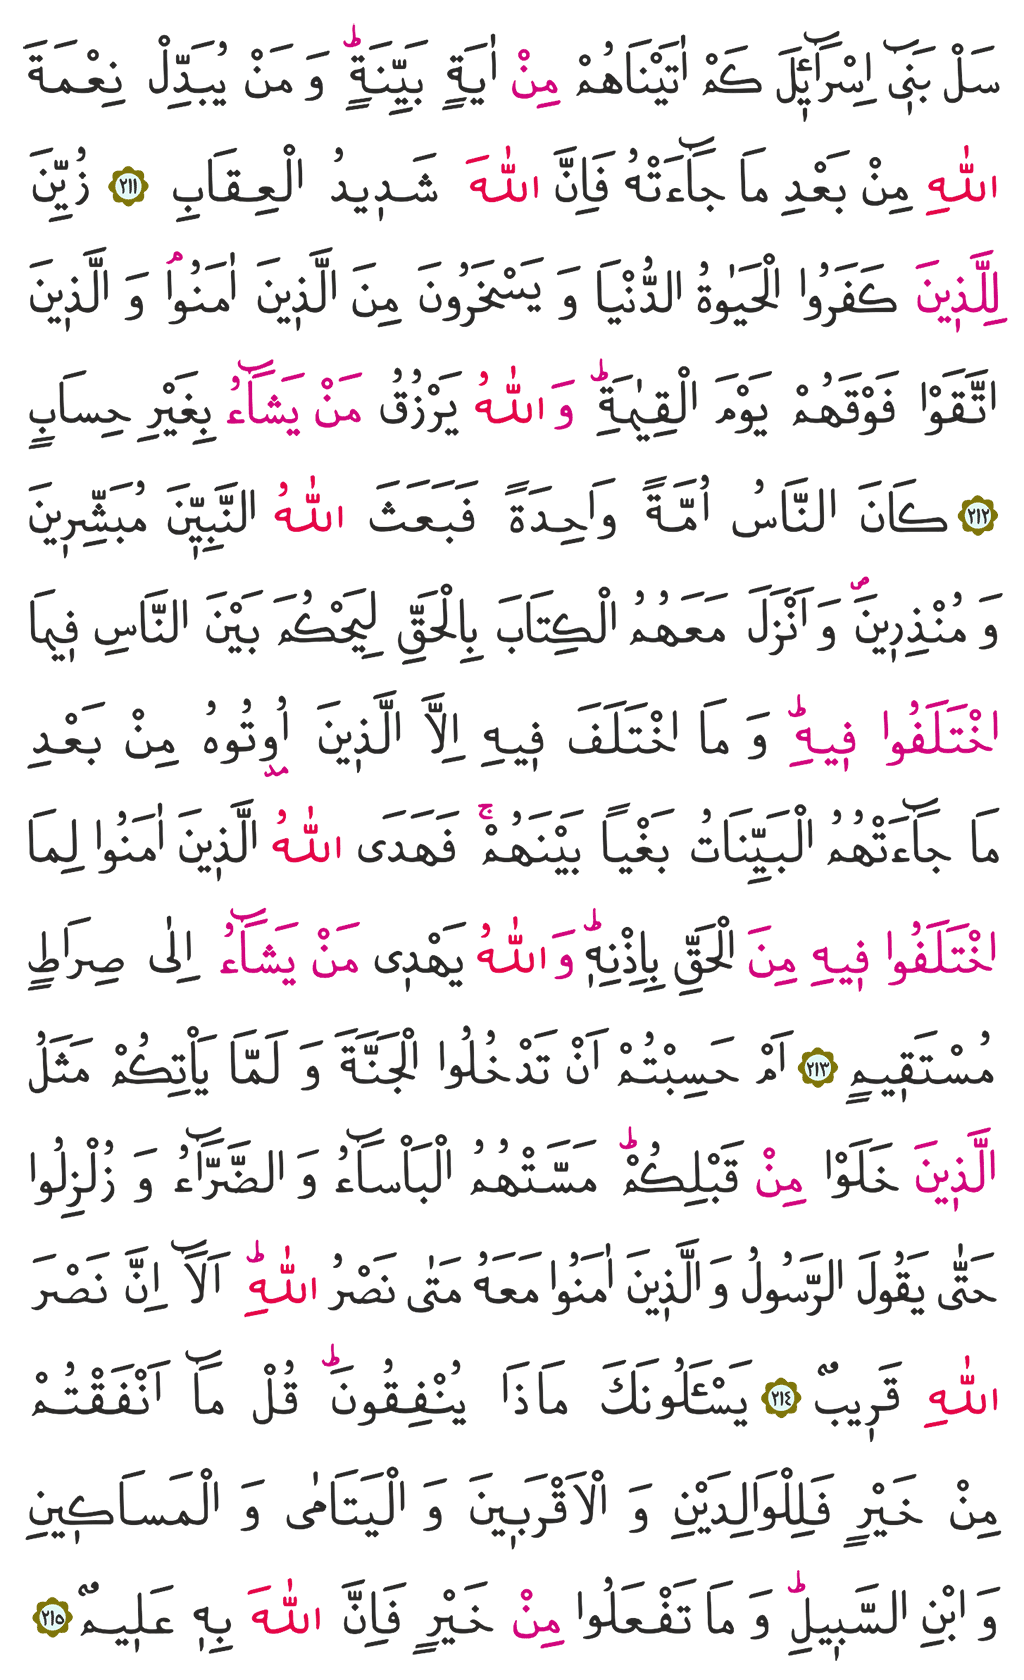 سَلْ بَنٖٓي اِسْرَٓائٖلَ كَمْ اٰتَيْنَاهُمْ مِنْ اٰيَةٍ بَيِّنَةٍؕ وَ مَنْ يُبَدِّلْ نِعْمَةَ
اللّٰهِ مِنْ بَعْدِ مَا جَٓاءَتْهُ فَاِنَّ اللّٰهَ شَدٖيدُ الْعِقَابِ ﴿٢١١﴾ زُيِّنَ
لِلَّذٖينَ كَفَرُوا الْحَيٰوةُ الدُّنْيَا وَ يَسْخَرُونَ مِنَ الَّذٖينَ اٰمَنُواۢ وَ الَّذٖينَ
اتَّقَوْا فَوْقَهُمْ يَوْمَ الْقِيٰمَةِؕ وَ اللّٰهُ يَرْزُقُ مَنْ يَشَٓاءُ بِغَيْرِ حِسابٍ
﴿٢١٢﴾ كَانَ النَّاسُ اُمَّةً وَاحِدَةً فَبَعَثَ اللّٰهُ النَّبِيّٖنَ مُبَشِّرٖينَ
وَ مُنْذِرٖينَࣕ وَ اَنْزَلَ مَعَهُمُ الْكِتَابَ بِالْحَقِّ لِيَحْكُمَ بَيْنَ النَّاسِ فٖيمَا
اخْتَلَفُوا فٖيهِؕ وَ مَا اخْتَلَفَ فٖيهِ اِلَّا الَّذٖينَ اُو۫تُوهُ مِنْ بَعْدِ
مَا جَٓاءَتْهُمُ الْبَيِّنَاتُ بَغْياً بَيْنَهُمْۚ فَهَدَى اللّٰهُ الَّذٖينَ اٰمَنُوا لِمَا
اخْتَلَفُوا فٖيهِ مِنَ الْحَقِّ بِاِذْنِهٖؕ وَ اللّٰهُ يَهْدٖى مَنْ يَشَٓاءُ اِلٰى صِرَاطٍ
مُسْتَقٖيمٍ ﴿٢١٣﴾ اَمْ حَسِبْتُمْ اَنْ تَدْخُلُوا الْجَنَّةَ وَ لَمَّا يَاْتِكُمْ مَثَلُ
الَّذٖينَ خَلَوْا مِنْ قَبْلِكُمْؕ مَسَّتْهُمُ الْبَاْسَٓاءُ وَ الضَّرَّٓاءُ وَ زُلْزِلُوا
حَتّٰى يَقُولَ الرَّسُولُ وَ الَّذٖينَ اٰمَنُوا مَعَهُ مَتٰى نَصْرُ اللّٰهِؕ اَلَٓا اِنَّ نَصْرَ
اللّٰهِ قَرٖيبٌ ﴿٢١٤﴾ يَسْـَٔلُونَكَ مَاذَا يُنْفِقُونَؕ قُلْ مَٓا اَنْفَقْتُمْ
مِنْ خَيْرٍ فَلِلْوَالِدَيْنِ وَ الْاَقْرَبٖينَ وَ الْيَتَامٰى وَ الْمَسَاكٖينِ
وَ ابْنِ السَّبٖيلِؕ وَ مَا تَفْعَلُوا مِنْ خَيْرٍ فَاِنَّ اللّٰهَ بِهٖ عَلٖيمٌ ﴿٢١٥﴾